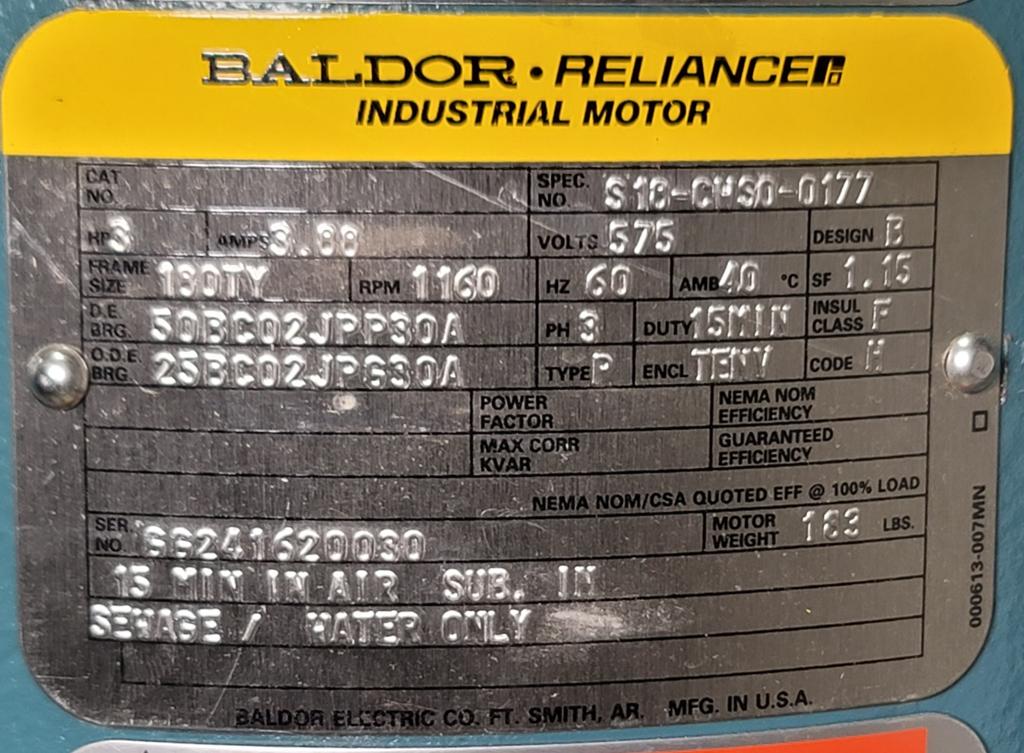 BALDOR • RELIANCE
INDUSTRIAL MOTOR
CAT NO. SPEC. NO. S18-CWSO-0177
HP 3 AMPS 3.88 VOLTS 575 DESIGN B
FRAME SIZE 180TY RPM 1160 HZ 60 AMB 40 °C SF 1.15
D.E. BRG. 50BC02JPP30A PH 3 DUTY 15MIN INSUL CLASS F
O.D.E. BRG. 25BC02JPG30A TYPE P ENCL TENV CODE H
POWER FACTOR NEMA NOM EFFICIENCY
MAX CORR KVAR GUARANTEED EFFICIENCY
NEMA NOM/CSA QUOTED EFF @ 100% LOAD
SER. NO. MOTOR WEIGHT 183 LBS.
15 MIN IN AIR SUB. IN
SEWAGE / WATER ONLY
BALDOR ELECTRIC CO. FT. SMITH, AR. MFG. IN U.S.A.
000613-007MN